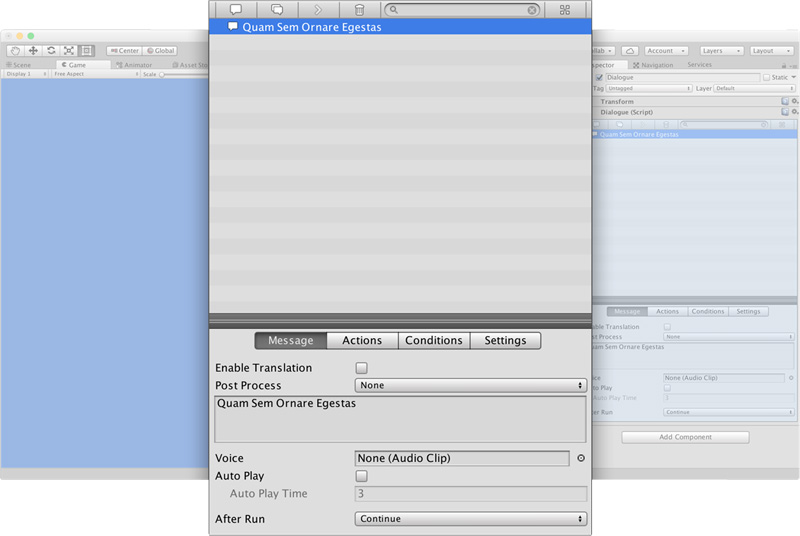 Quam Sem Ornare Egestas
Message Actions Conditions Settings
Enable Translation
Post Process None
Quam Sem Ornare Egestas
Voice None (Audio Clip)
Auto Play
Auto Play Time 3
After Run Continue
Center Global
Scene Game Animator Asset Sto
Display 1 Free Aspect Scale
ollab Account Layers Layout
spector Navigation Services
Dialogue Static
Tag Untagged Layer Default
Transform
Dialogue (Script)
Quam Sem Ornare Egestas
Message Actions Conditions Settings
able Translation
st Process None
Quam Sem Ornare Egestas
oice None (Audio Clip)
uto Play
Auto Play Time 3
ter Run Continue
Add Component